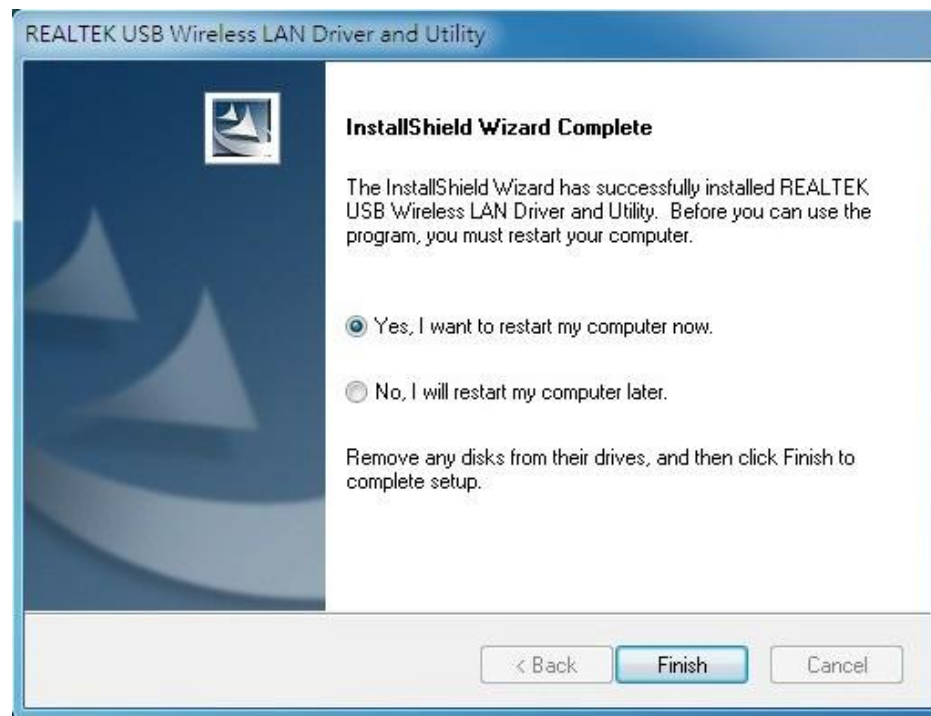 REALTEK USB Wireless LAN Driver and Utility
InstallShield Wizard Complete
The InstallShield Wizard has successfully installed REALTEK
USB Wireless LAN Driver and Utility.  Before you can use the
program, you must restart your computer.
Yes, I want to restart my computer now.
No, I will restart my computer later.
Remove any disks from their drives, and then click Finish to
complete setup.
< Back
Finish
Cancel